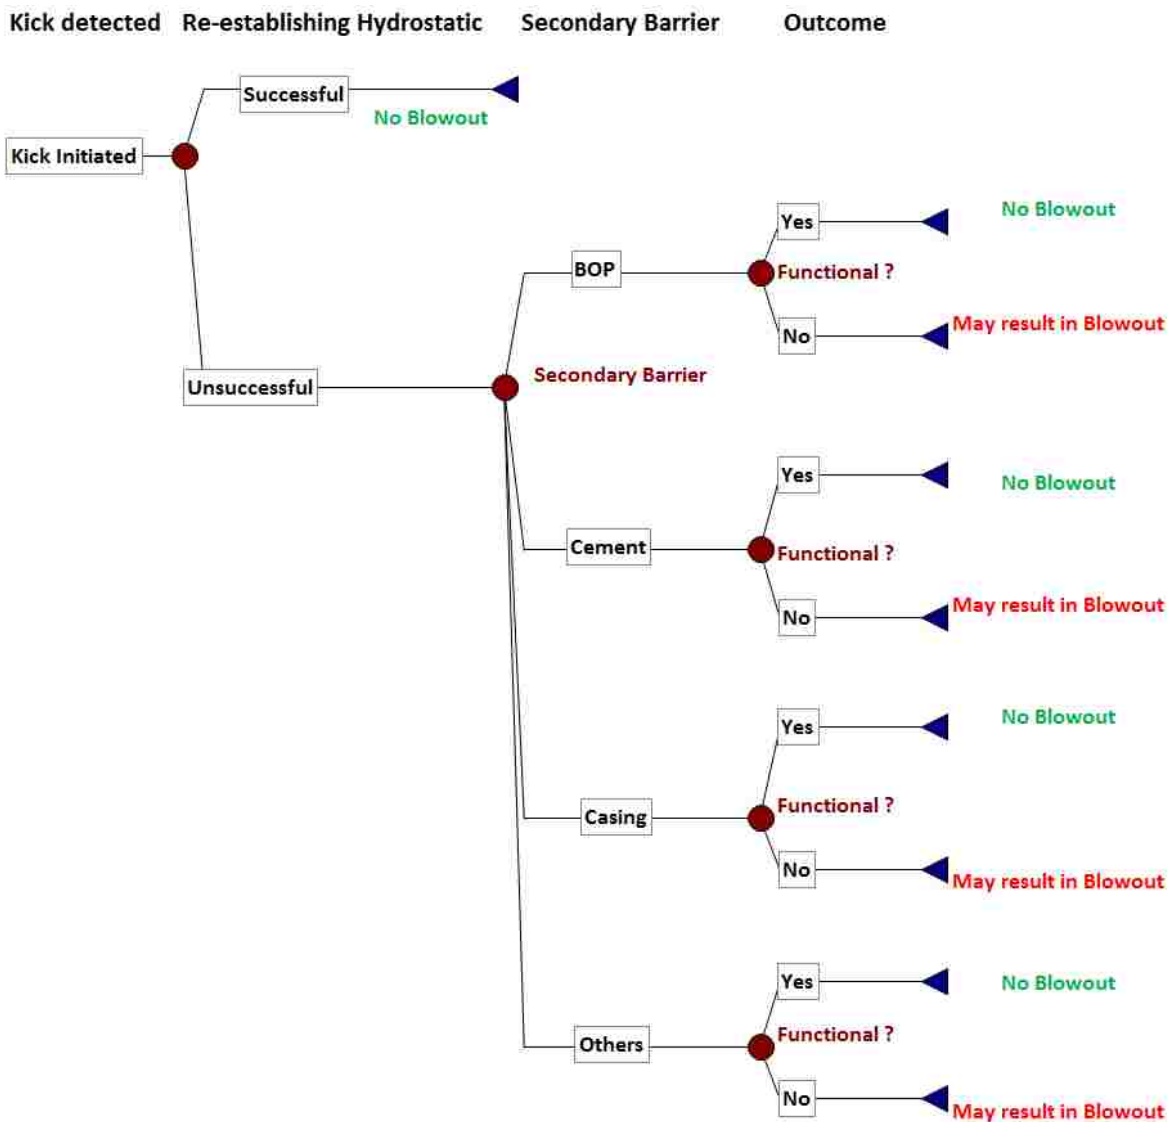 Kick detected Re-establishing Hydrostatic Secondary Barrier Outcome
Successful
No Blowout
Kick Initiated
Yes
No Blowout
BOP
Functional ?
No
May result in Blowout
Secondary Barrier
Unsuccessful
Yes
No Blowout
Cement
Functional ?
No
May result in Blowout
Yes
No Blowout
Functional ?
Casing
No
May result in Blowout
Yes
No Blowout
Functional ?
Others
No
May result in Blowout